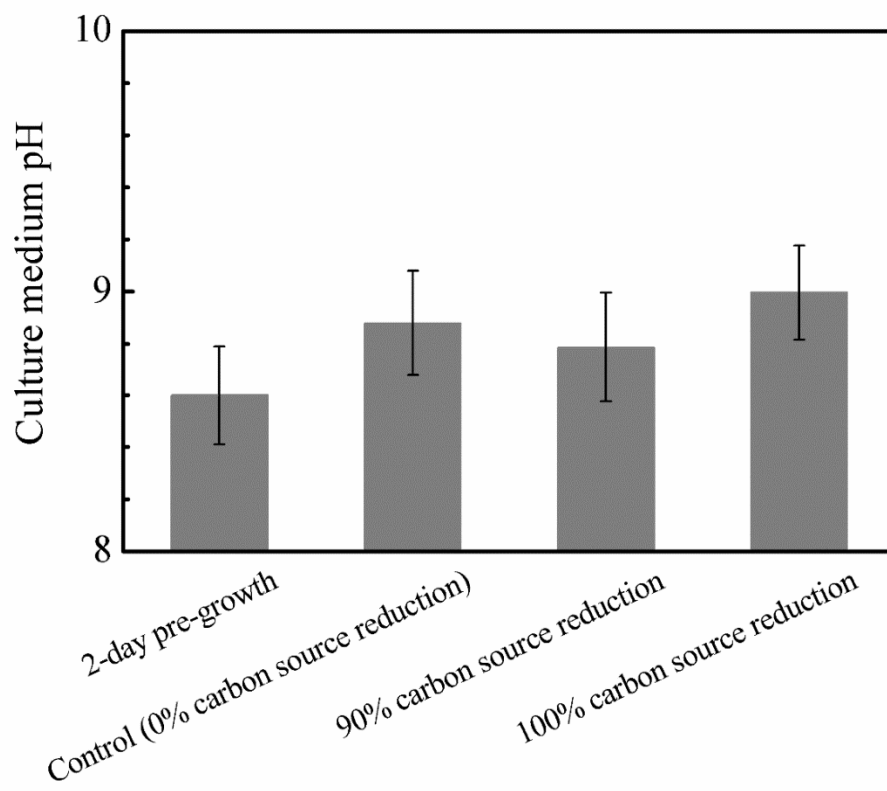 10
9
8
Culture medium pH
2-day pre-growth
Control (0% carbon source reduction)
90% carbon source reduction
100% carbon source reduction